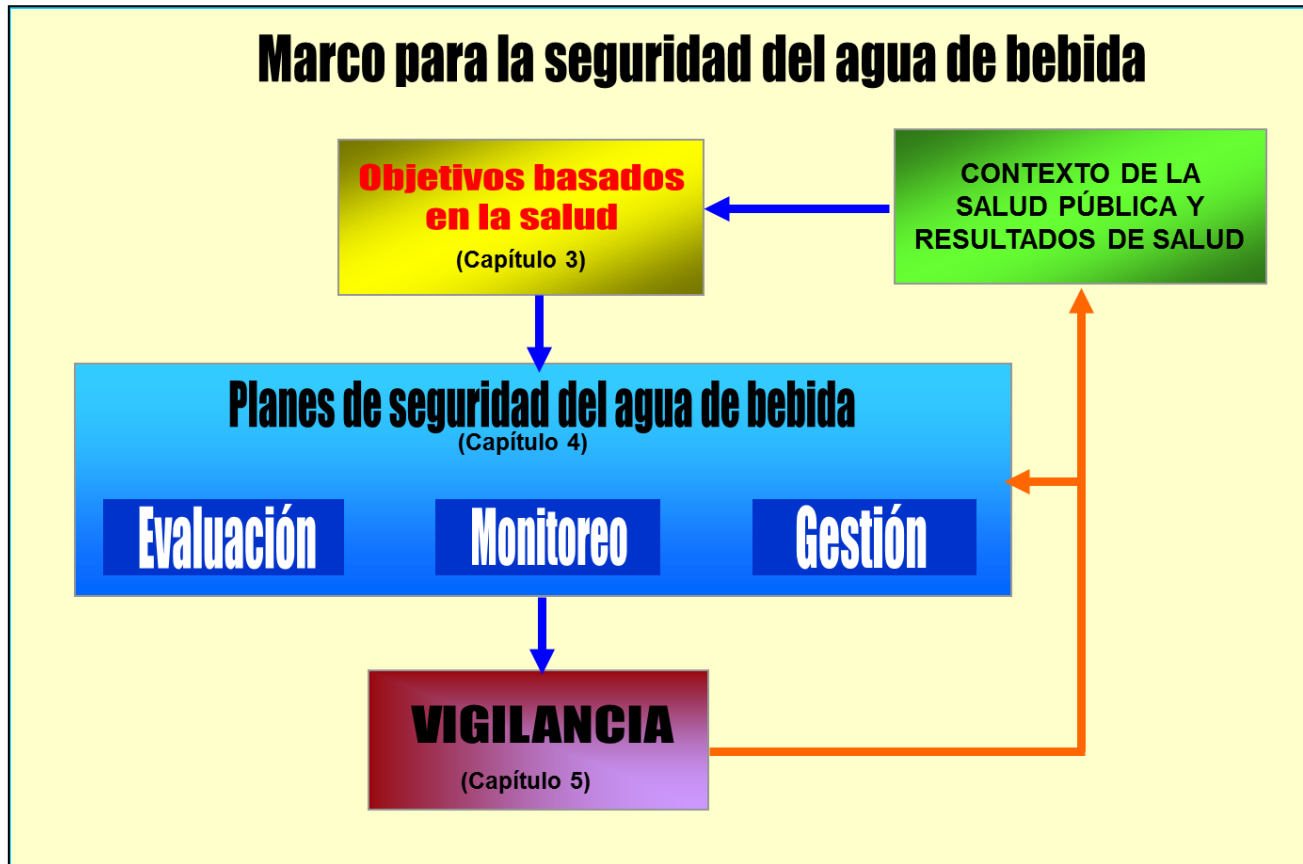 Marco para la seguridad del agua de bebida
Objetivos basados
en la salud
(Capítulo 3)
CONTEXTO DE LA
SALUD PÚBLICA Y
RESULTADOS DE SALUD
Planes de seguridad del agua de bebida
(Capítulo 4)
Evaluación
Monitoreo
Gestión
VIGILANCIA
(Capítulo 5)